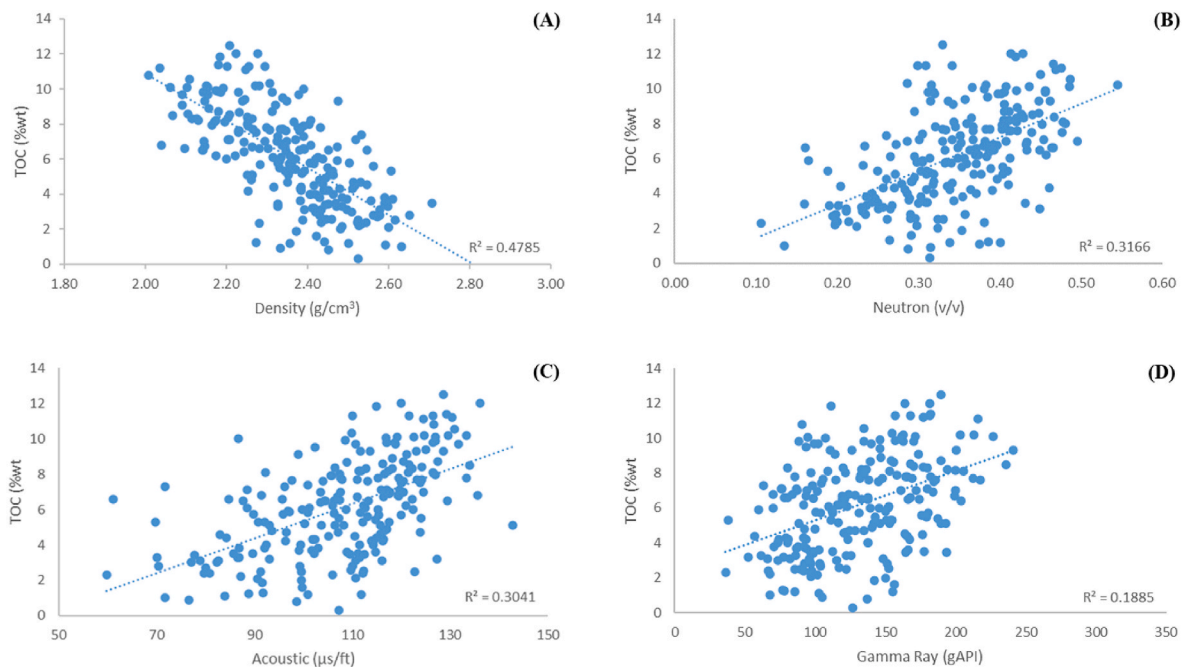 (A)
14
12
10
8
6
4
2
0
TOC (%wt)
R² = 0.4785
1.80 2.00 2.20 2.40 2.60 2.80 3.00
Density (g/cm³)
(B)
14
12
10
8
6
4
2
0
TOC (%wt
R² = 0.3166
0.00 0.10 0.20 0.30 0.40 0.50 0.60
Neutron (v/v)
(C)
14
12
10
8
6
4
2
0
TOC (%wt
R² = 0.3041
50 70 90 110 130 150
Acoustic (µs/ft)
(D)
14
12
10
8
6
4
2
0
TOC (%wt
R² = 0.1885
0 50 100 150 200 250 300 350
Gamma Ray (gAPI)